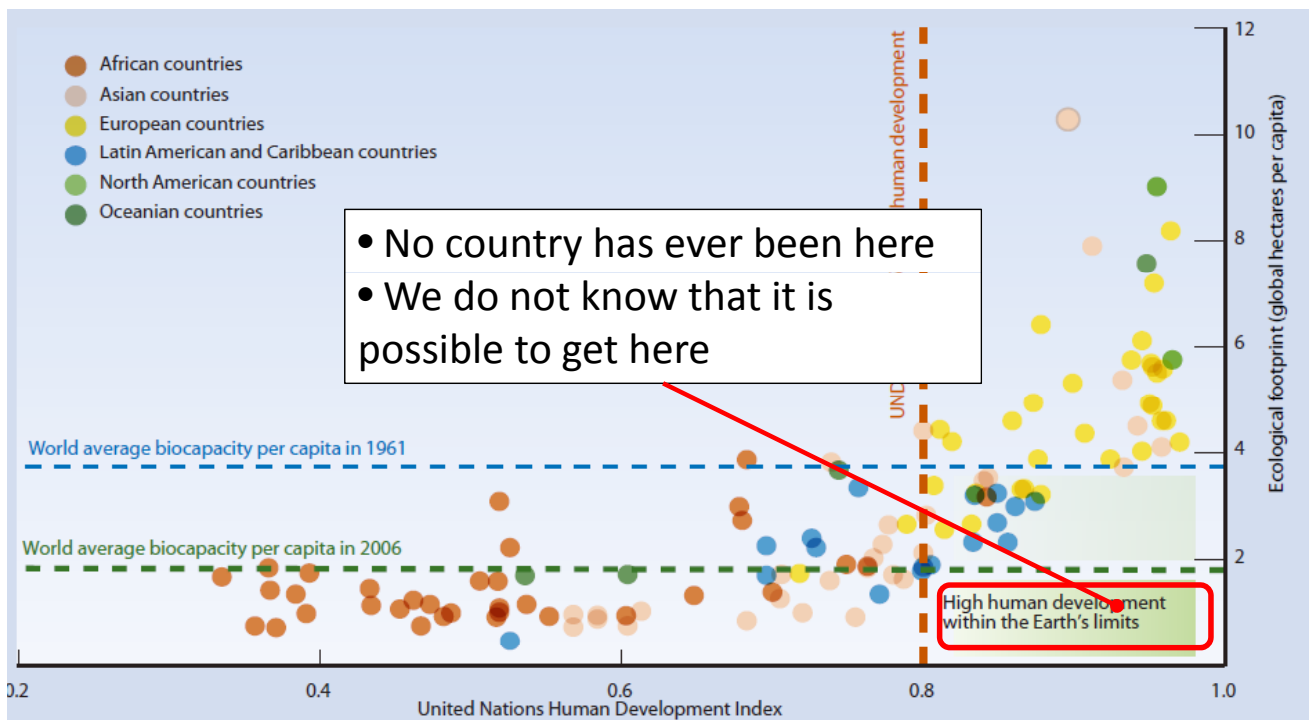 12
African countries
Asian countries
European countries
Latin American and Caribbean countries
North American countries
Oceanian countries
UND
human development
• No country has ever been here
• We do not know that it is
possible to get here
10
8
6
4
2
Ecological footprint (global hectares per capita)
World average biocapacity per capita in 1961
World average biocapacity per capita in 2006
High human development
within the Earth's limits
0.2
0.4
0.6
0.8
1.0
United Nations Human Development Index